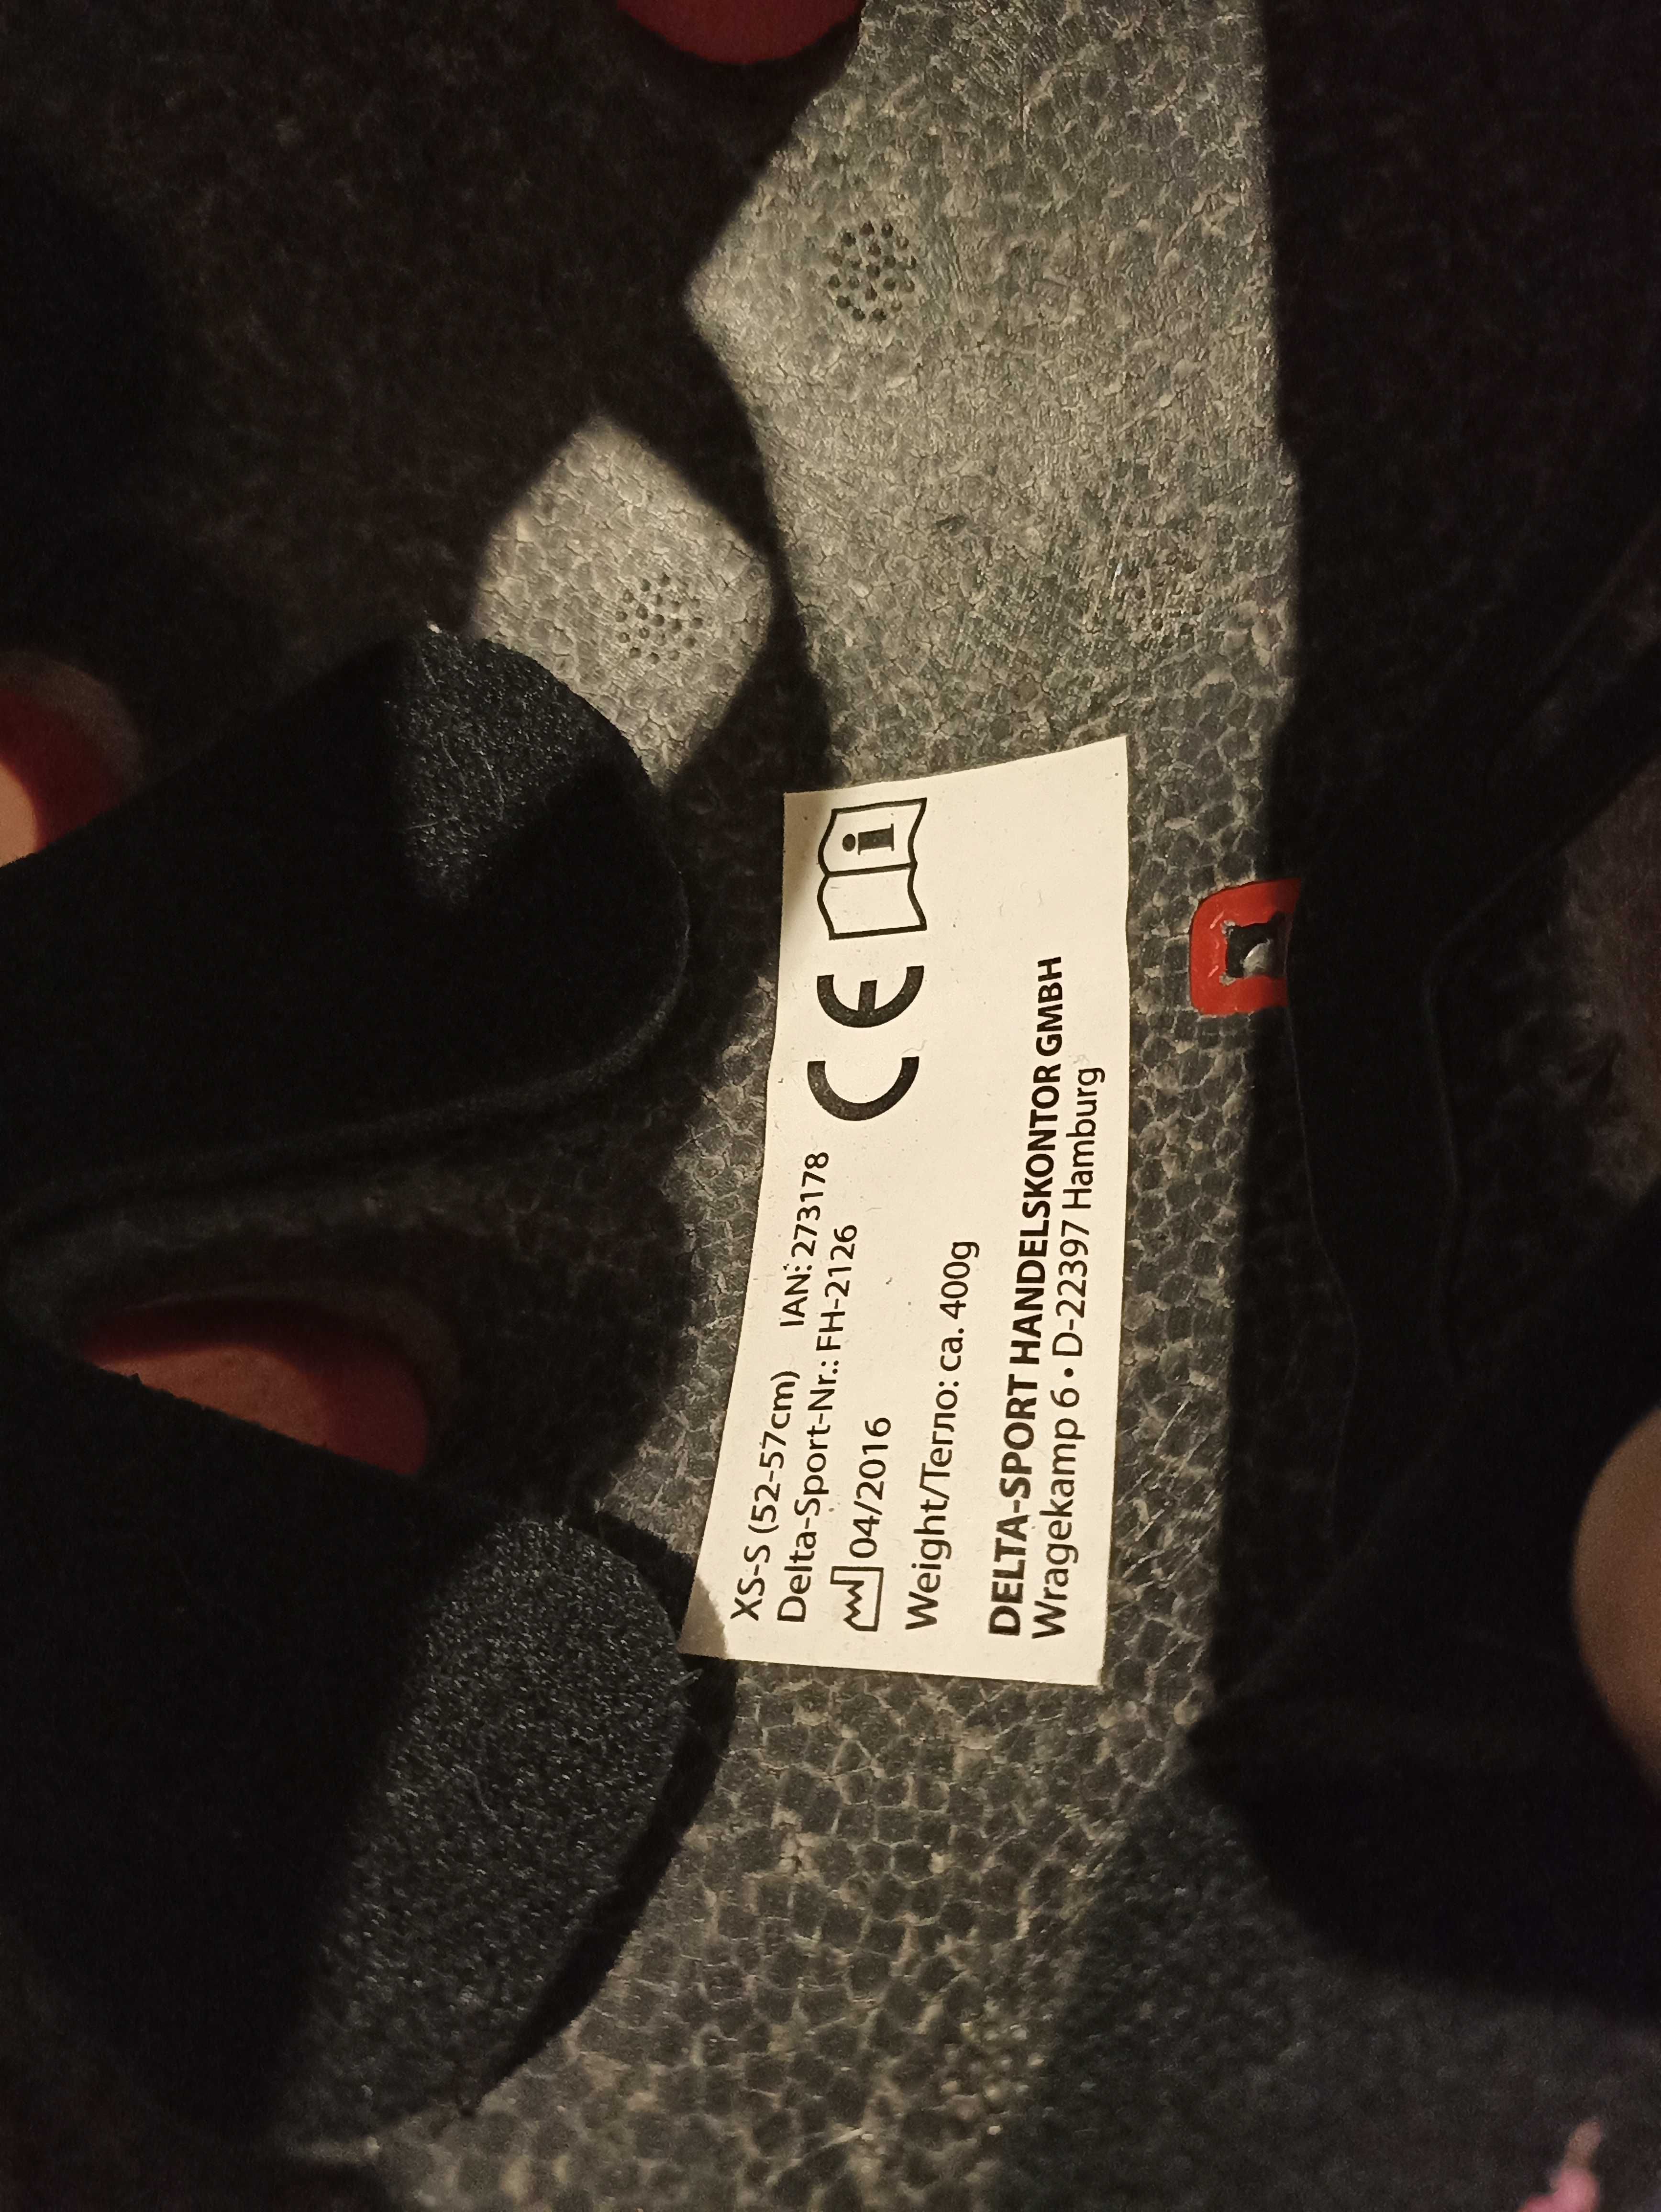 XS-S (52-57cm) IAN: 273178
Delta-Sport-Nr.: FH-2126
04/2016
CE
i
Weight/Тегло: ca. 400g
DELTA-SPORT HANDELSKONTOR GMBH
Wragekamp 6 • D-22397 Hamburg